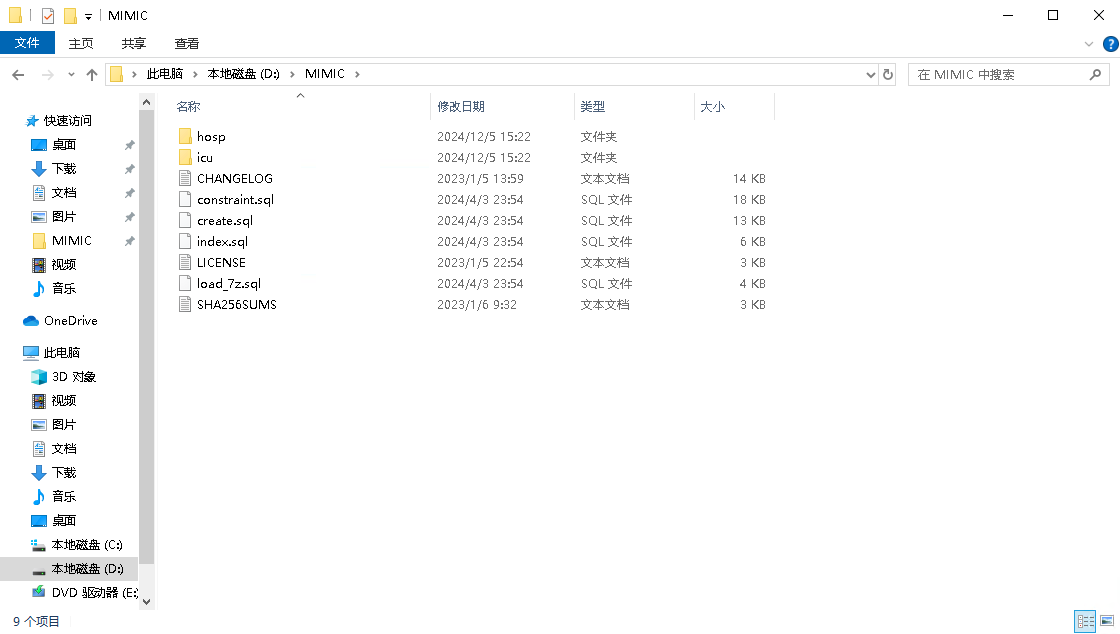 MIMIC
文件 主页 共享 查看
此电脑 本地磁盘 (D:) MIMIC 在 MIMIC 中搜索
名称 修改日期 类型 大小
hosp 2024/12/5 15:22 文件夹
icu 2024/12/5 15:22 文件夹
CHANGELOG 2023/1/5 13:59 文本文档 14 KB
constraint.sql 2024/4/3 23:54 SQL 文件 18 KB
create.sql 2024/4/3 23:54 SQL 文件 13 KB
index.sql 2024/4/3 23:54 SQL 文件 6 KB
LICENSE 2023/1/5 22:54 文本文档 3 KB
load_7z.sql 2024/4/3 23:54 SQL 文件 4 KB
SHA256SUMS 2023/1/6 9:32 文本文档 3 KB
快速访问
桌面
下载
文档
图片
MIMIC
视频
音乐
OneDrive
此电脑
3D 对象
视频
图片
文档
下载
音乐
桌面
本地磁盘 (C:)
本地磁盘 (D:)
DVD 驱动器 (E:
9 个项目